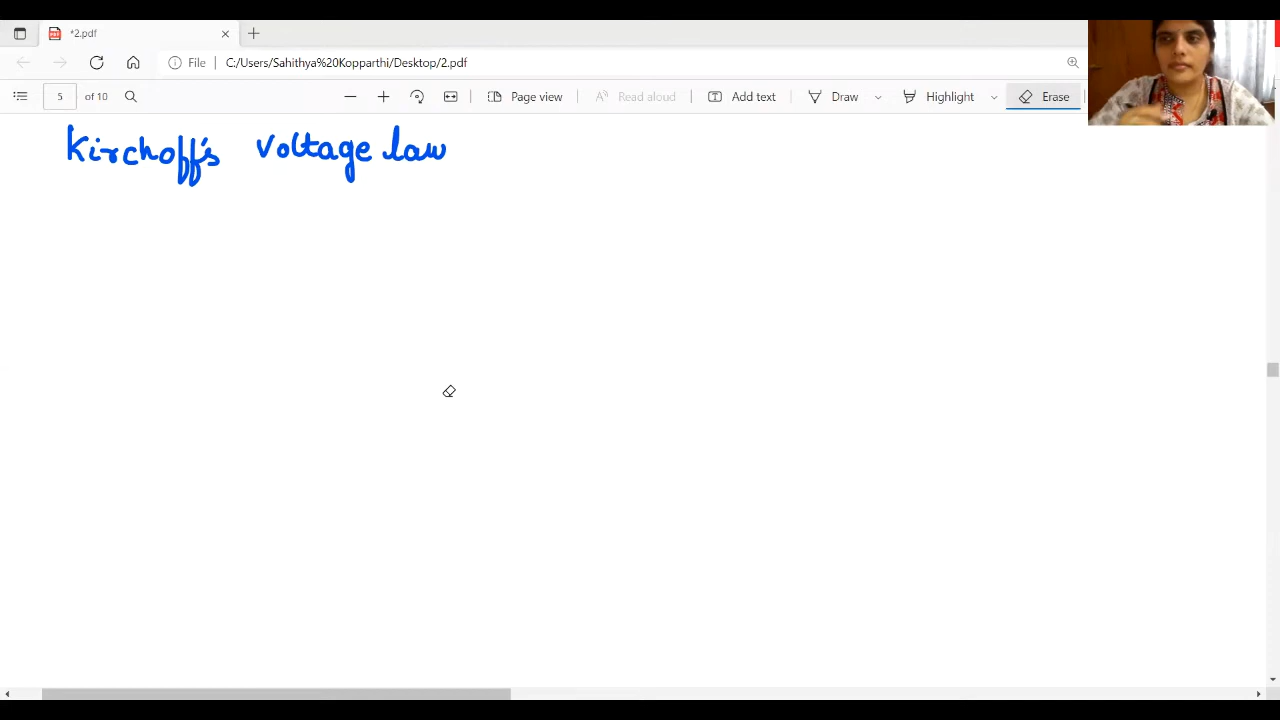 *2.pdf
File C:/Users/Sahithya%20Kopparthi/Desktop/2.pdf
5 of 10 Page view Read aloud Add text Draw Highlight Erase
Kirchoff's voltage law